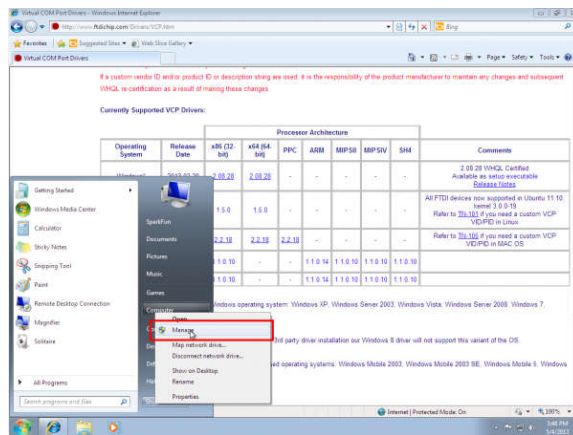 Virtual COM Port Drivers - Windows Internet Explorer
http://www.ftdichip.com/Drivers/VCP.htm
Bing
Favorites
Suggested Sites
Web Slice Gallery
Virtual COM Port Drivers
Page
Safety
Tools
If a custom vendor ID and/or product ID or description string are used, it is the responsibility of the product manufacturer to maintain any changes and subsequent
WHQL re-certification as a result of making these changes.
Currently Supported VCP Drivers:
Processor Architecture
Operating System
Release Date
x86 (32-bit)
x64 (64-bit)
PPC
ARM
MIPSII
MIPSIV
SH4
Comments
2.08.28
2.08.28
-
-
-
-
-
2.08.28 WHQL Certified
Available as setup executable
Release Notes
1.5.0
1.5.0
-
-
-
-
-
All FTDI devices now supported in Ubuntu 11.10,
kernel 3.0.0-19
Refer to TN-101 if you need a custom VCP
VID/PID in Linux
2.2.18
2.2.18
2.2.18
-
-
-
-
Refer to TN-105 if you need a custom VCP
VID/PID in MAC OS
1.1.0.10
-
-
1.1.0.14
1.1.0.10
1.1.0.10
1.1.0.10
1.1.0.10
-
-
1.1.0.14
1.1.0.10
1.1.0.10
1.1.0.10
Windows operating system: Windows XP, Windows Server 2003, Windows Vista, Windows Server 2008, Windows 7,
3rd party driver installation our Windows 8 driver will not support this variant of the OS.
operating systems: Windows Mobile 2003, Windows Mobile 2003 SE, Windows Mobile 6, Windows
Getting Started
Windows Media Center
Calculator
Sticky Notes
Snipping Tool
Paint
Remote Desktop Connection
Magnifier
Solitaire
All Programs
Search programs and files
SparkFun
Documents
Pictures
Music
Games
Computer
Open
Manage
Map network drive...
Disconnect network drive...
Show on Desktop
Rename
Properties
Internet | Protected Mode: On
100%
3:48 PM
5/4/2013